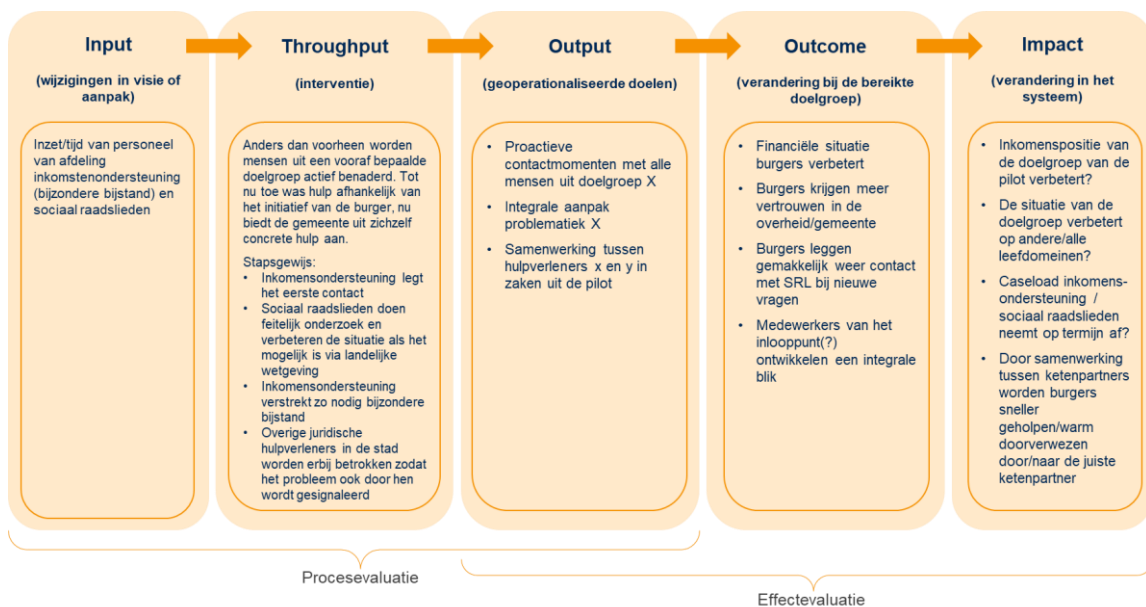 Input
(wijzigingen in visie of
aanpak)
Inzet/tijd van personeel
van afdeling
inkomstenondersteuning
(bijzondere bijstand) en
sociaal raadslieden
Throughput
(interventie)
Anders dan voorheen worden
mensen uit een vooraf bepaalde
doelgroep actief benaderd. Tot
nu toe was hulp afhankelijk van
het initiatief van de burger, nu
biedt de gemeente uit zichzelf
concrete hulp aan.
Stapsgewijs:
• Inkomensondersteuning legt
het eerste contact
• Sociaal raadslieden doen
feitelijk onderzoek en
verbeteren de situatie als het
mogelijk is via landelijke
wetgeving
• Inkomensondersteuning
verstrekt zo nodig bijzondere
bijstand
• Overige juridische
hulpverleners in de stad
worden erbij betrokken zodat
het probleem ook door hen
wordt gesignaleerd
Output
(geoperationaliseerde doelen)
• Proactieve
contactmomenten met alle
mensen uit doelgroep X
• Integrale aanpak
problematiek X
• Samenwerking tussen
hulpverleners x en y in
zaken uit de pilot
Outcome
(verandering bij de bereikte
doelgroep)
• Financiële situatie
burgers verbetert
• Burgers krijgen meer
vertrouwen in de
overheid/gemeente
• Burgers leggen
gemakkelijk weer contact
met SRL bij nieuwe
vragen
• Medewerkers van het
inlooppunt(?)
ontwikkelen een integrale
blik
Impact
(verandering in het
systeem)
• Inkomenspositie van
de doelgroep van de
pilot verbetert?
• De situatie van de
doelgroep verbetert
op andere/alle
leefdomeinen?
• Caseload inkomens-
ondersteuning /
sociaal raadslieden
neemt op termijn af?
• Door samenwerking
tussen ketenpartners
worden burgers
sneller
geholpen/warm
doorverwezen
door/naar de juiste
ketenpartner
Procesevaluatie
Effectevaluatie